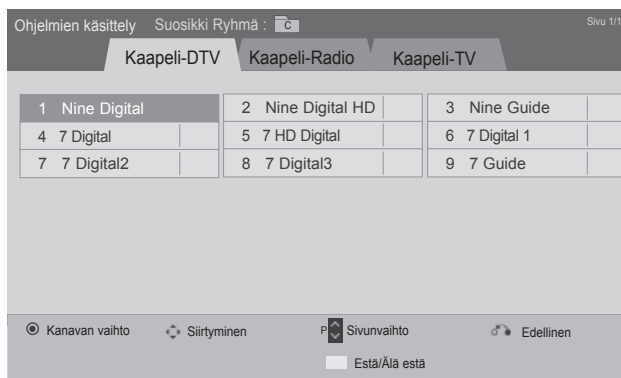 Ohjelmien käsittely Suosikki Ryhmä : C Sivu 1/1
Kaapeli-DTV Kaapeli-Radio Kaapeli-TV
1 Nine Digital 2 Nine Digital HD 3 Nine Guide
4 7 Digital 5 7 HD Digital 6 7 Digital 1
7 7 Digital2 8 7 Digital3 9 7 Guide
Kanavan vaihto Siirtyminen P Sivunvaihto Edellinen
Estä/Älä estä